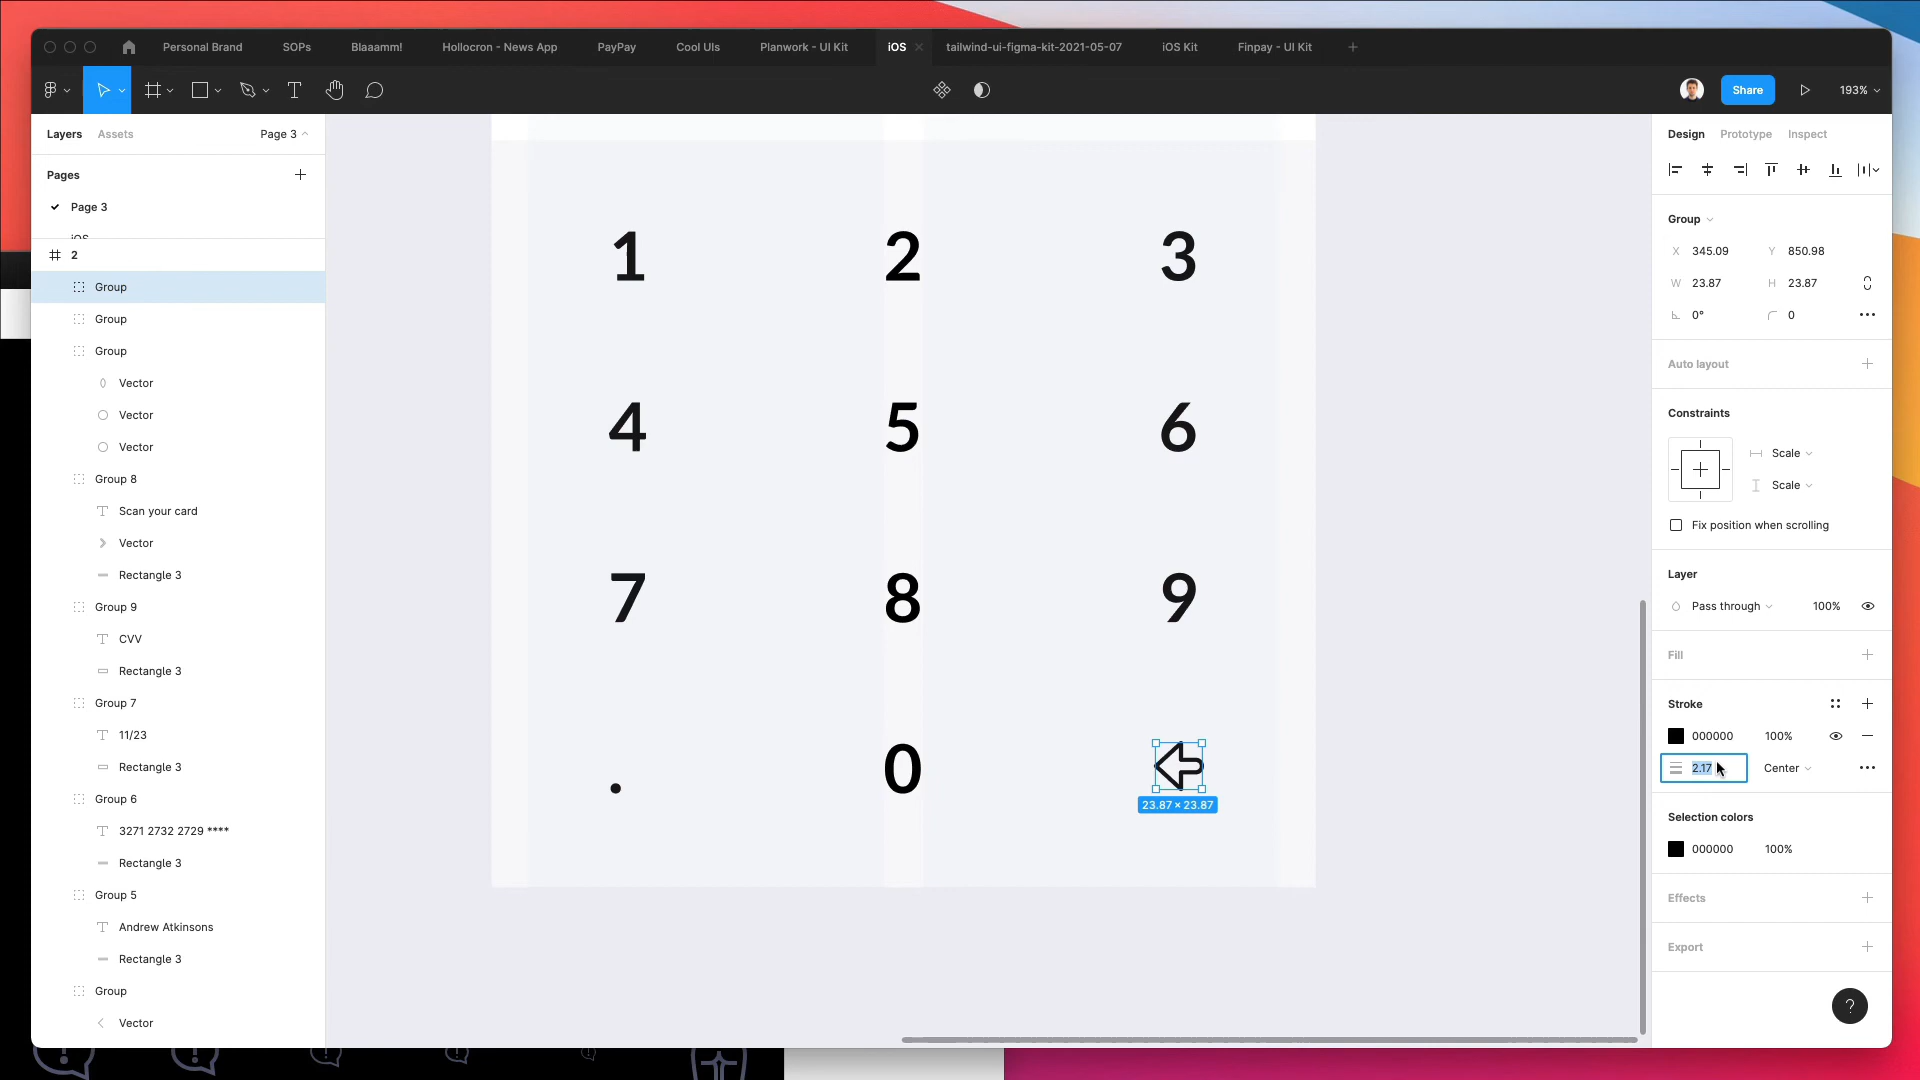 Personal Brand
SOPs
Blaaamm!
Hollocron - News App
PayPay
Cool UIs
Planwork - UI Kit
iOS
tailwind-ui-figma-kit-2021-05-07
iOS Kit
Finpay - UI Kit
Share
193%
Layers
Assets
Page 3
Pages
Page 3
iOS
2
Group
Group
Group
Vector
Vector
Vector
Group 8
Scan your card
Vector
Rectangle 3
Group 9
CVV
Rectangle 3
Group 7
11/23
Rectangle 3
Group 6
3271 2732 2729 ****
Rectangle 3
Group 5
Andrew Atkinsons
Rectangle 3
Group
Vector
1 2 3
4 5 6
7 8 9
. 0
23.87 × 23.87
Design
Prototype
Inspect
Group
X 345.09
Y 850.98
W 23.87
H 23.87
0°
0
Auto layout
Constraints
Scale
Scale
Fix position when scrolling
Layer
Pass through
100%
Fill
Stroke
000000
100%
2.17
Center
Selection colors
000000
100%
Effects
Export
?